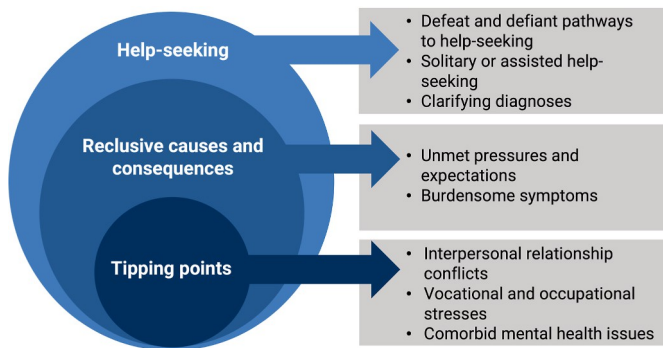 Help-seeking
• Defeat and defiant pathways
to help-seeking
• Solitary or assisted help-
seeking
• Clarifying diagnoses
Reclusive causes and
consequences
• Unmet pressures and
expectations
• Burdensome symptoms
Tipping points
• Interpersonal relationship
conflicts
• Vocational and occupational
stresses
• Comorbid mental health issues